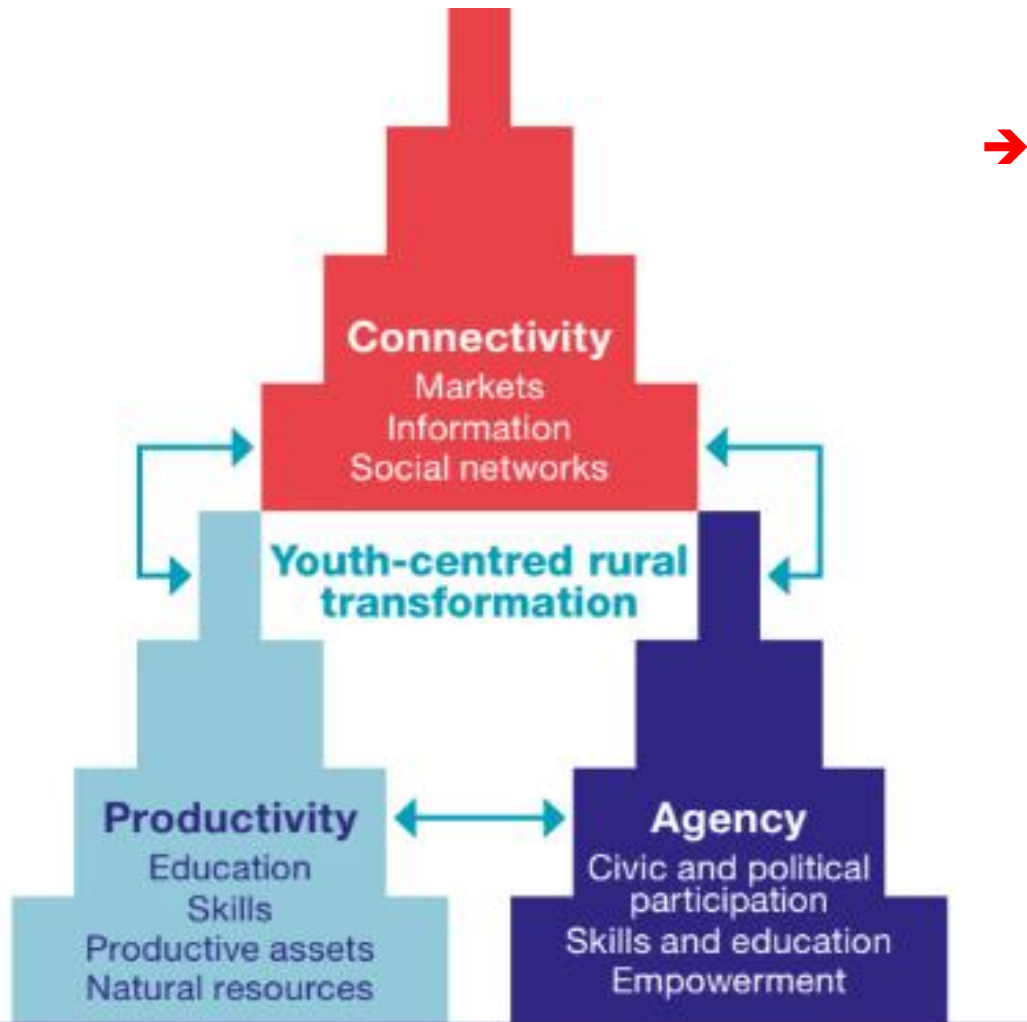 Connectivity
Markets
Information
Social networks
Youth-centred rural
transformation
Productivity
Education
Skills
Productive assets
Natural resources
Agency
Civic and political
participation
Skills and education
Empowerment